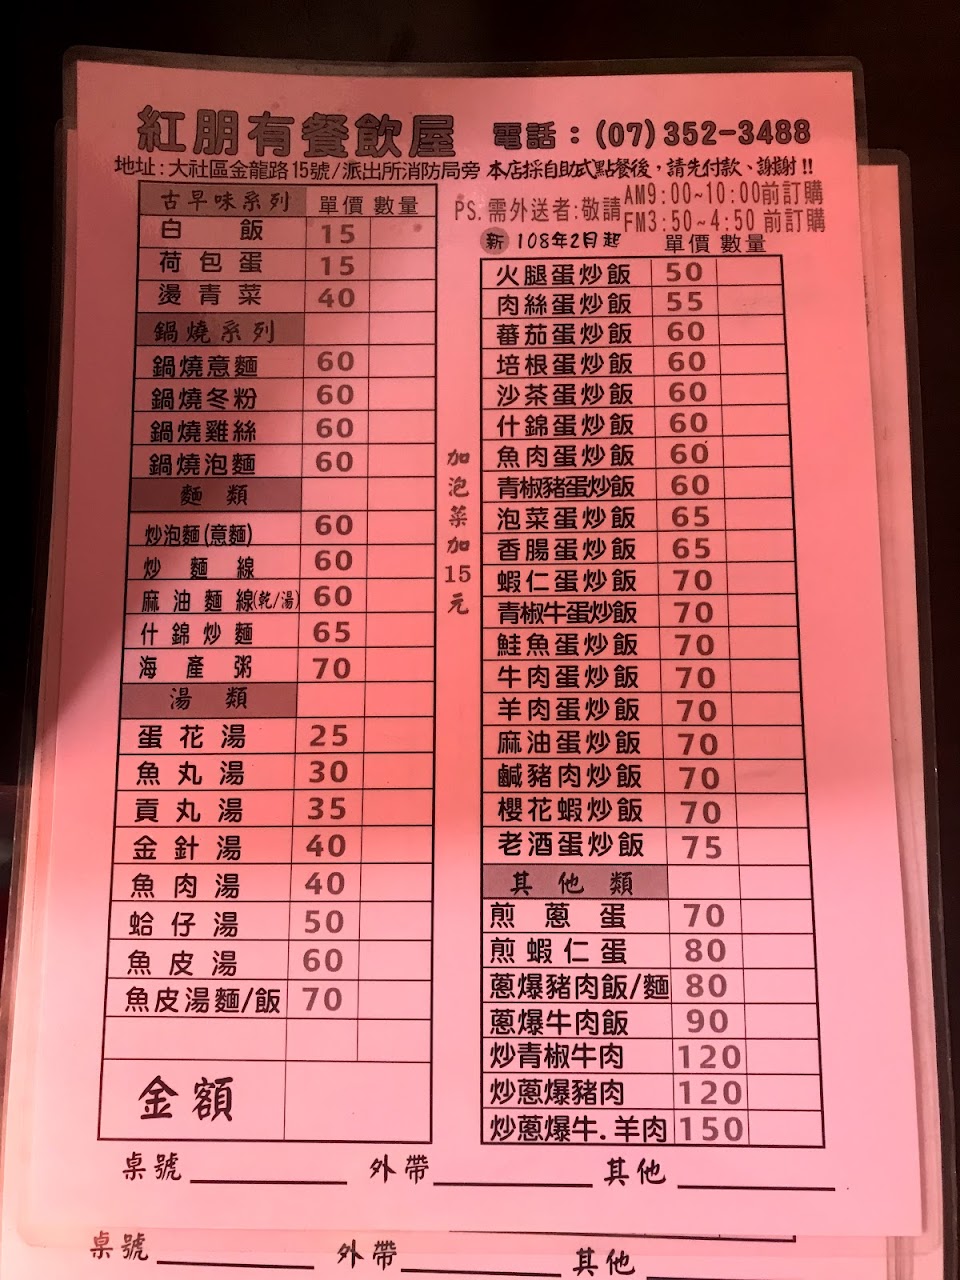 紅朋有餐飲屋 電話：(07)352-3488
地址：大社區金龍路15號/派出所消防局旁 本店採自助式點餐後，請先付款、謝謝!!
PS.需外送者:敬請 AM9:00~10:00前訂購
FM3:50~4:50 前訂購
古早味系列 單價 數量
白飯 15
荷包蛋 15
燙青菜 40
鍋燒系列
鍋燒意麵 60
鍋燒冬粉 60
鍋燒雞絲 60
鍋燒泡麵 60
麵類
炒泡麵(意麵) 60
炒麵線 60
麻油麵線(乾/湯) 60
什錦炒麵 65
海產粥 70
湯類
蛋花湯 25
魚丸湯 30
貢丸湯 35
金針湯 40
魚肉湯 40
蛤仔湯 50
魚皮湯 60
魚皮湯麵/飯 70
金額
加泡菜加15元
新 108年2月起 單價 數量
火腿蛋炒飯 50
肉絲蛋炒飯 55
蕃茄蛋炒飯 60
培根蛋炒飯 60
沙茶蛋炒飯 60
什錦蛋炒飯 60
魚肉蛋炒飯 60
青椒豬蛋炒飯 60
泡菜蛋炒飯 65
香腸蛋炒飯 65
蝦仁蛋炒飯 70
青椒牛蛋炒飯 70
鮭魚蛋炒飯 70
牛肉蛋炒飯 70
羊肉蛋炒飯 70
麻油蛋炒飯 70
鹹豬肉炒飯 70
櫻花蝦炒飯 70
老酒蛋炒飯 75
其他類
煎蔥蛋 70
煎蝦仁蛋 80
蔥爆豬肉飯/麵 80
蔥爆牛肉飯 90
炒青椒牛肉 120
炒蔥爆豬肉 120
炒蔥爆牛.羊肉 150
桌號 外帶 其他
桌號 外帶 其他